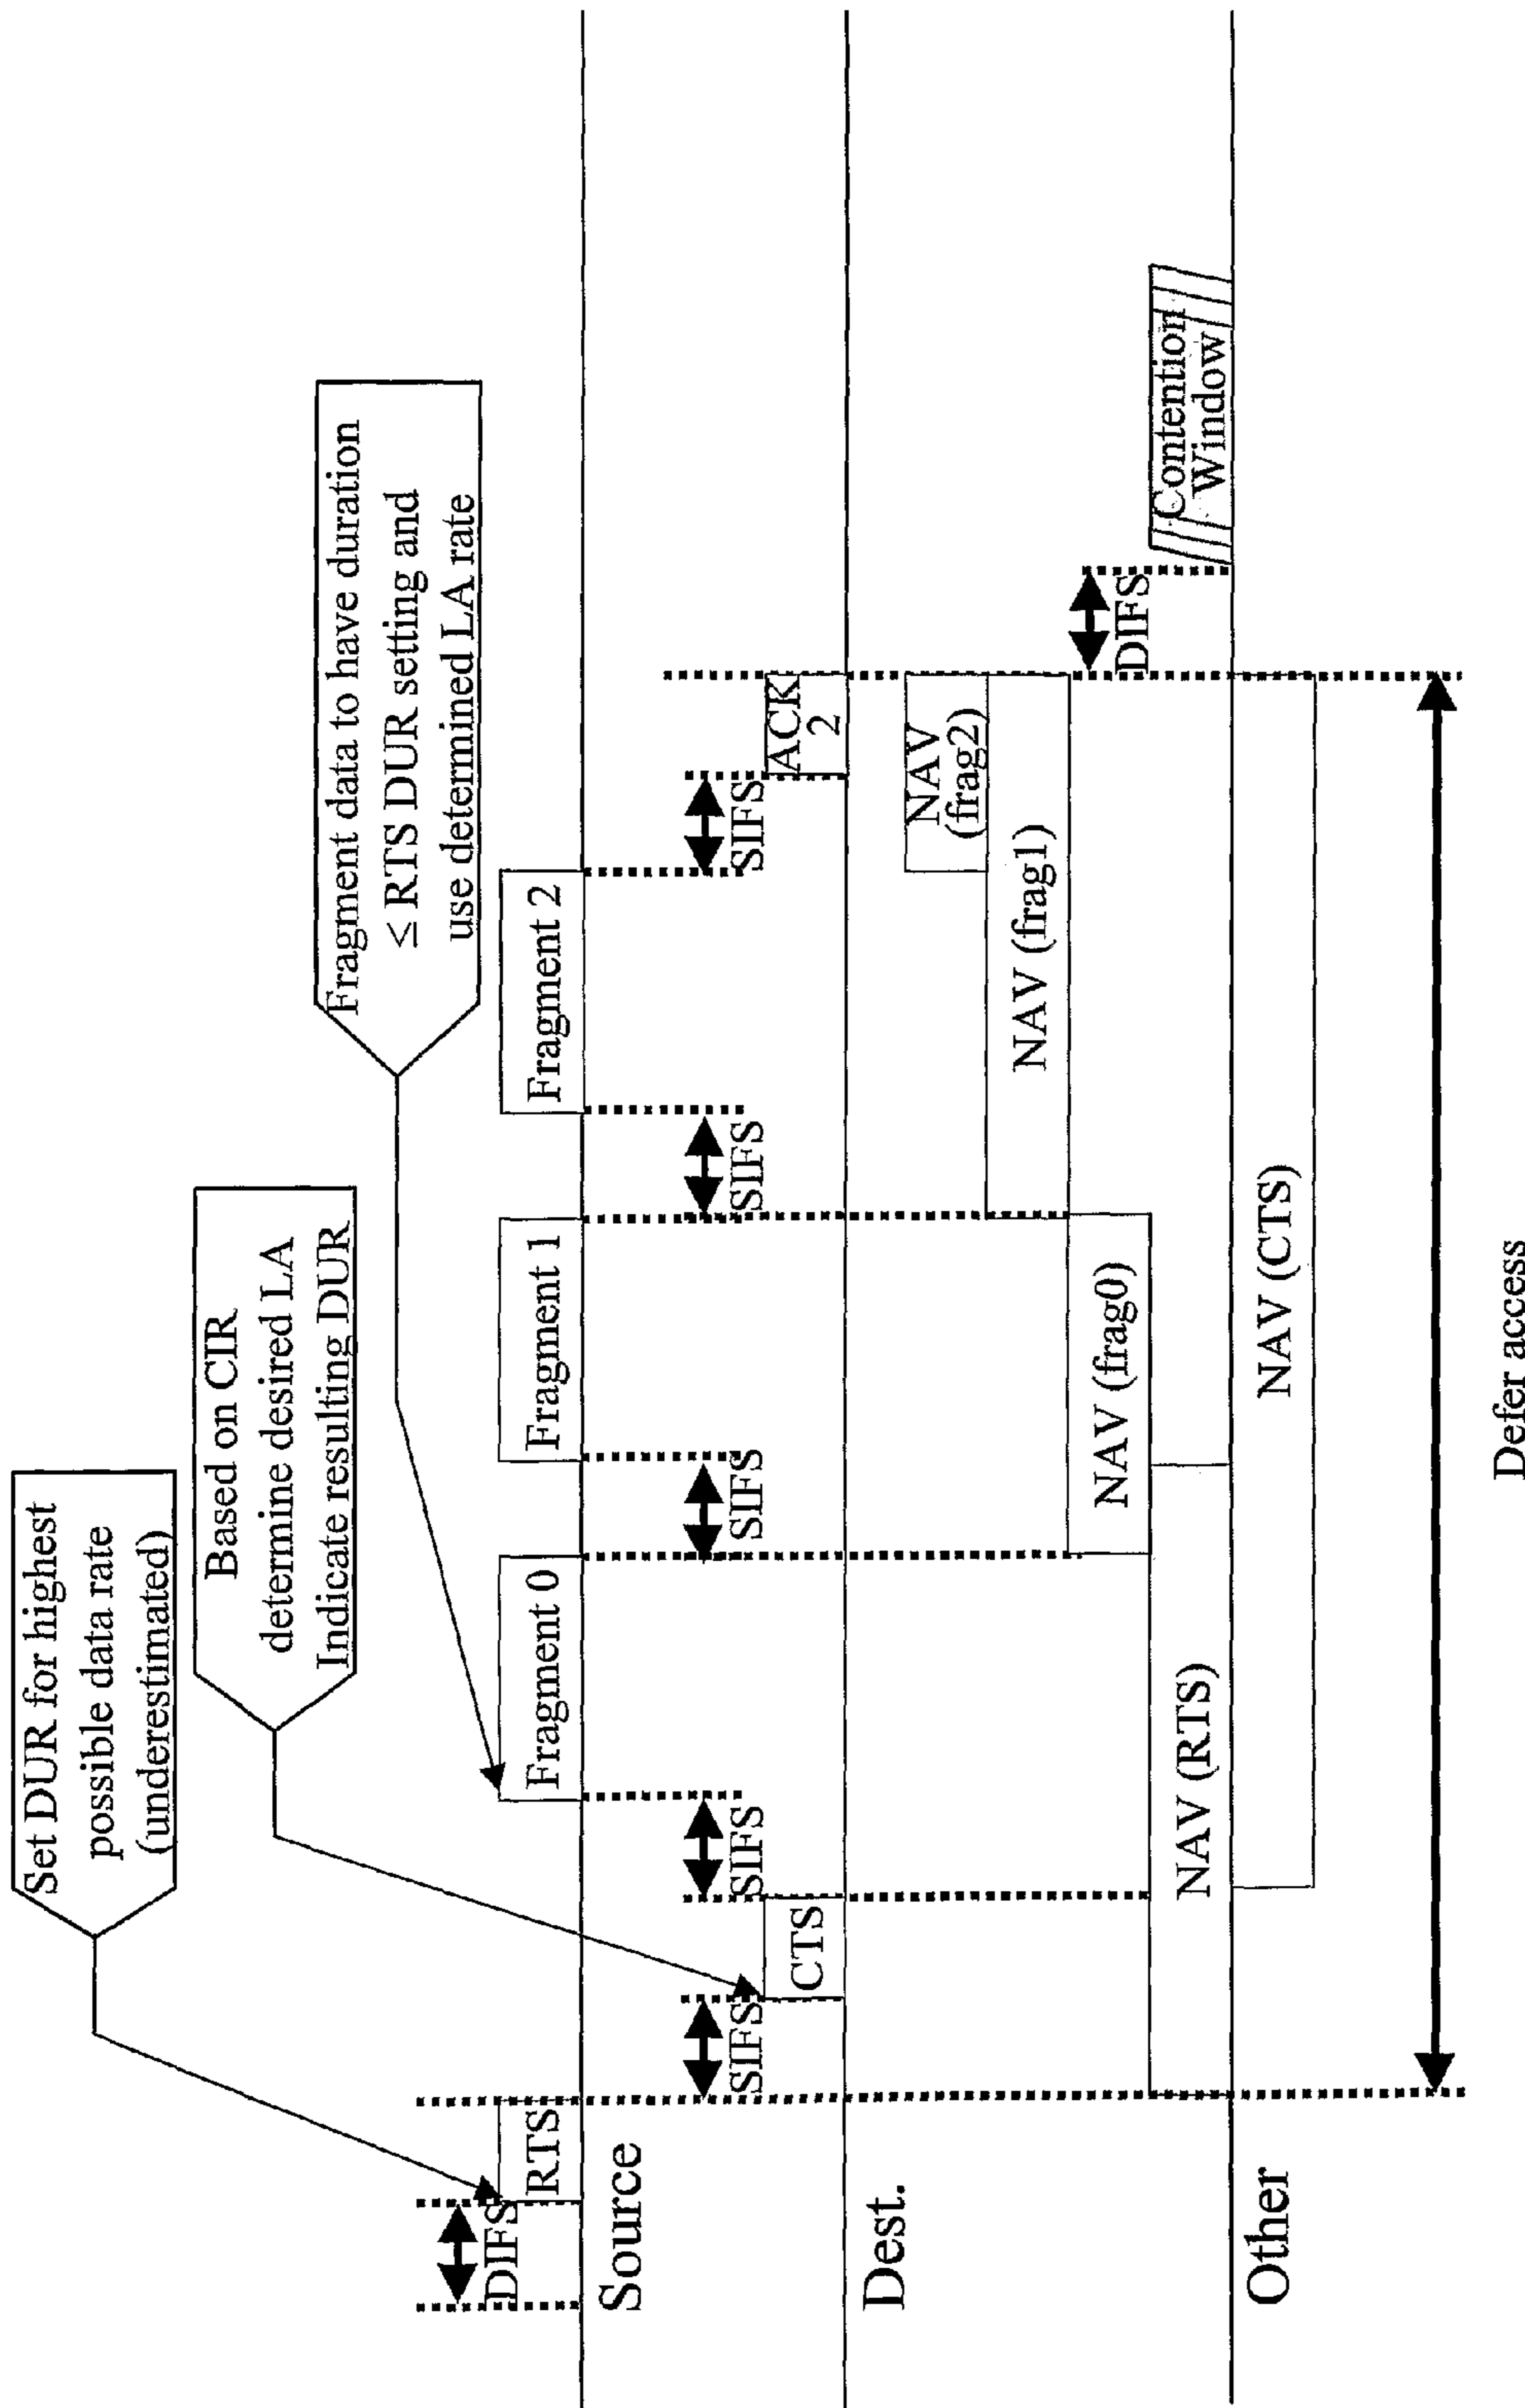 Set DUR for highest
possible data rate
(underestimated)
Based on CIR
determine desired LA
Indicate resulting DUR
Fragment data to have duration
≤ RTS DUR setting and
use determined LA rate
DIFS
RTS
Fragment 0
Fragment 1
Fragment 2
Source
SIFS
CTS
SIFS
SIFS
SIFS
SIFS
ACK
2
Dest.
NAV
(frag2)
NAV (frag1)
NAV (frag0)
NAV (RTS)
DIFS
Contention
Window
Other
NAV (CTS)
Defer access